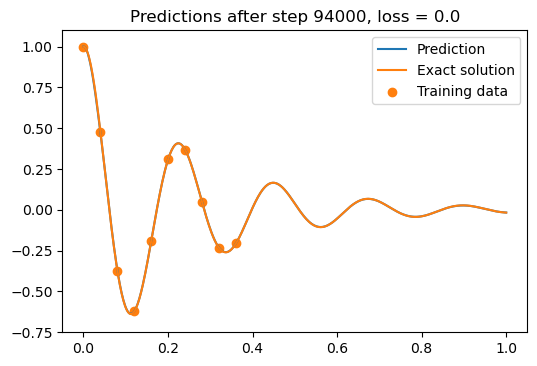 Predictions after step 94000, loss = 0.0
1.00
0.75
0.50
0.25
0.00
-0.25
-0.50
-0.75
Prediction
Exact solution
Training data
0.0 0.2 0.4 0.6 0.8 1.0